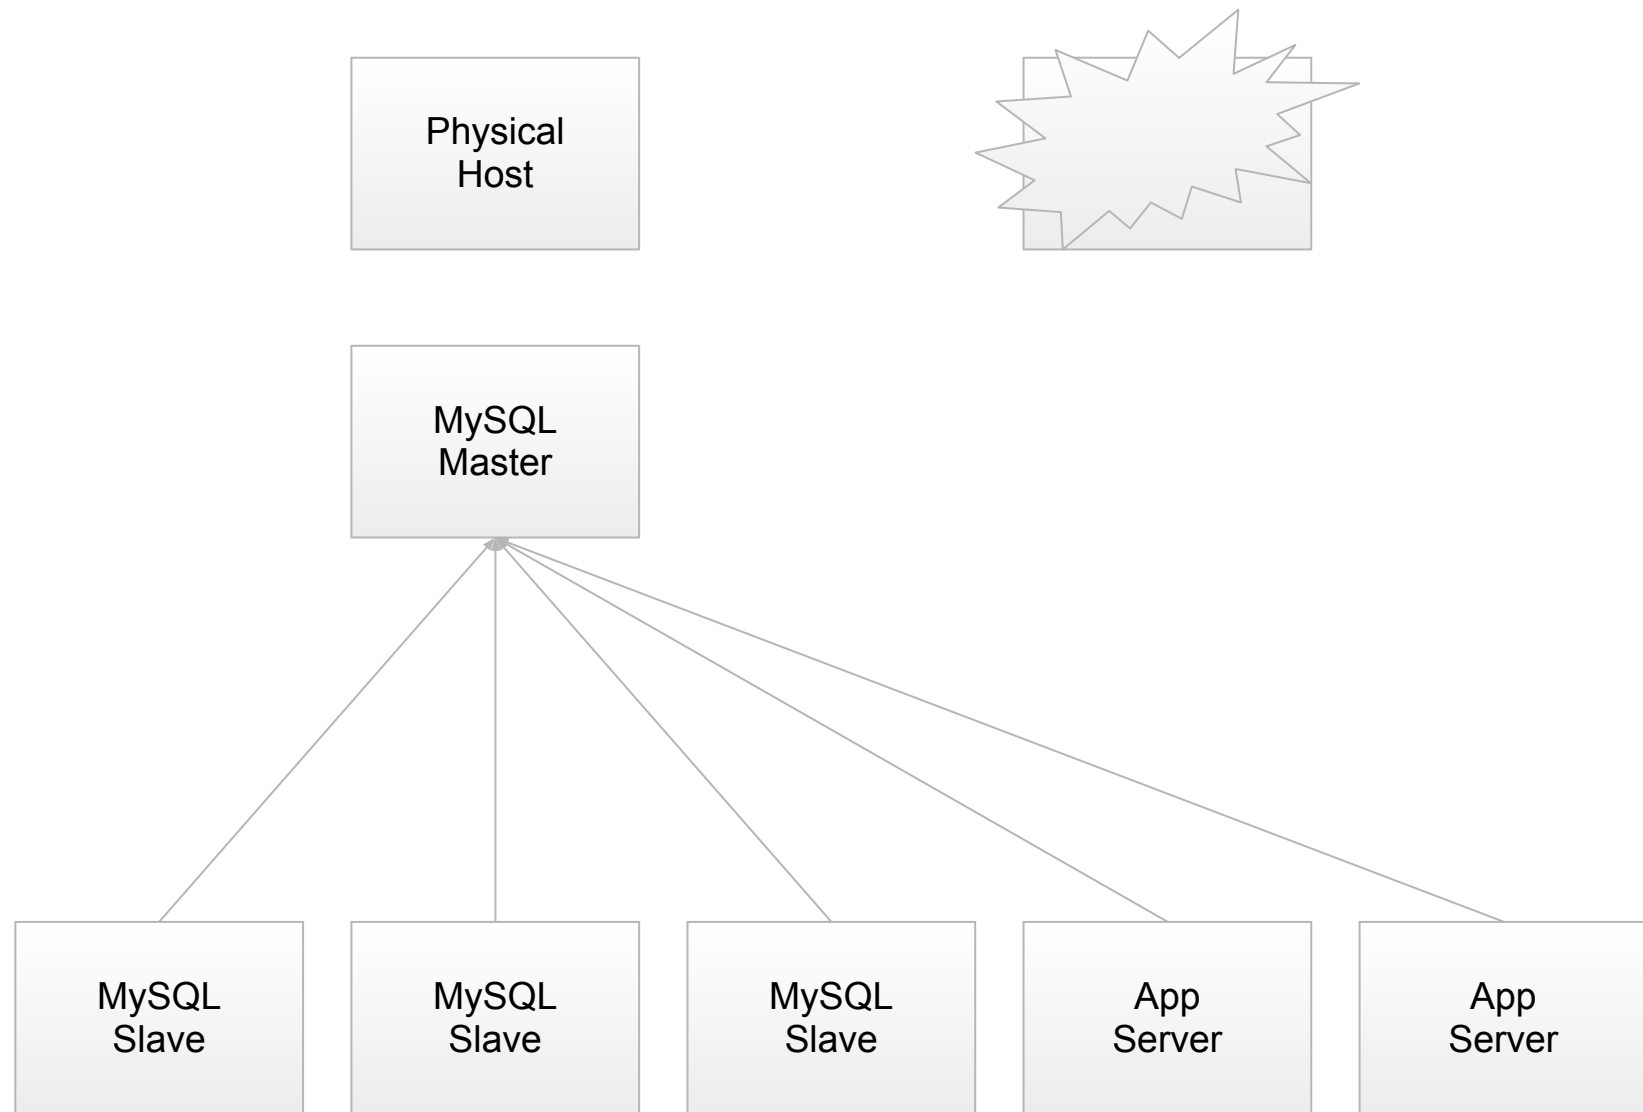 Physical
Host
MySQL
Master
MySQL
Slave
MySQL
Slave
MySQL
Slave
App
Server
App
Server